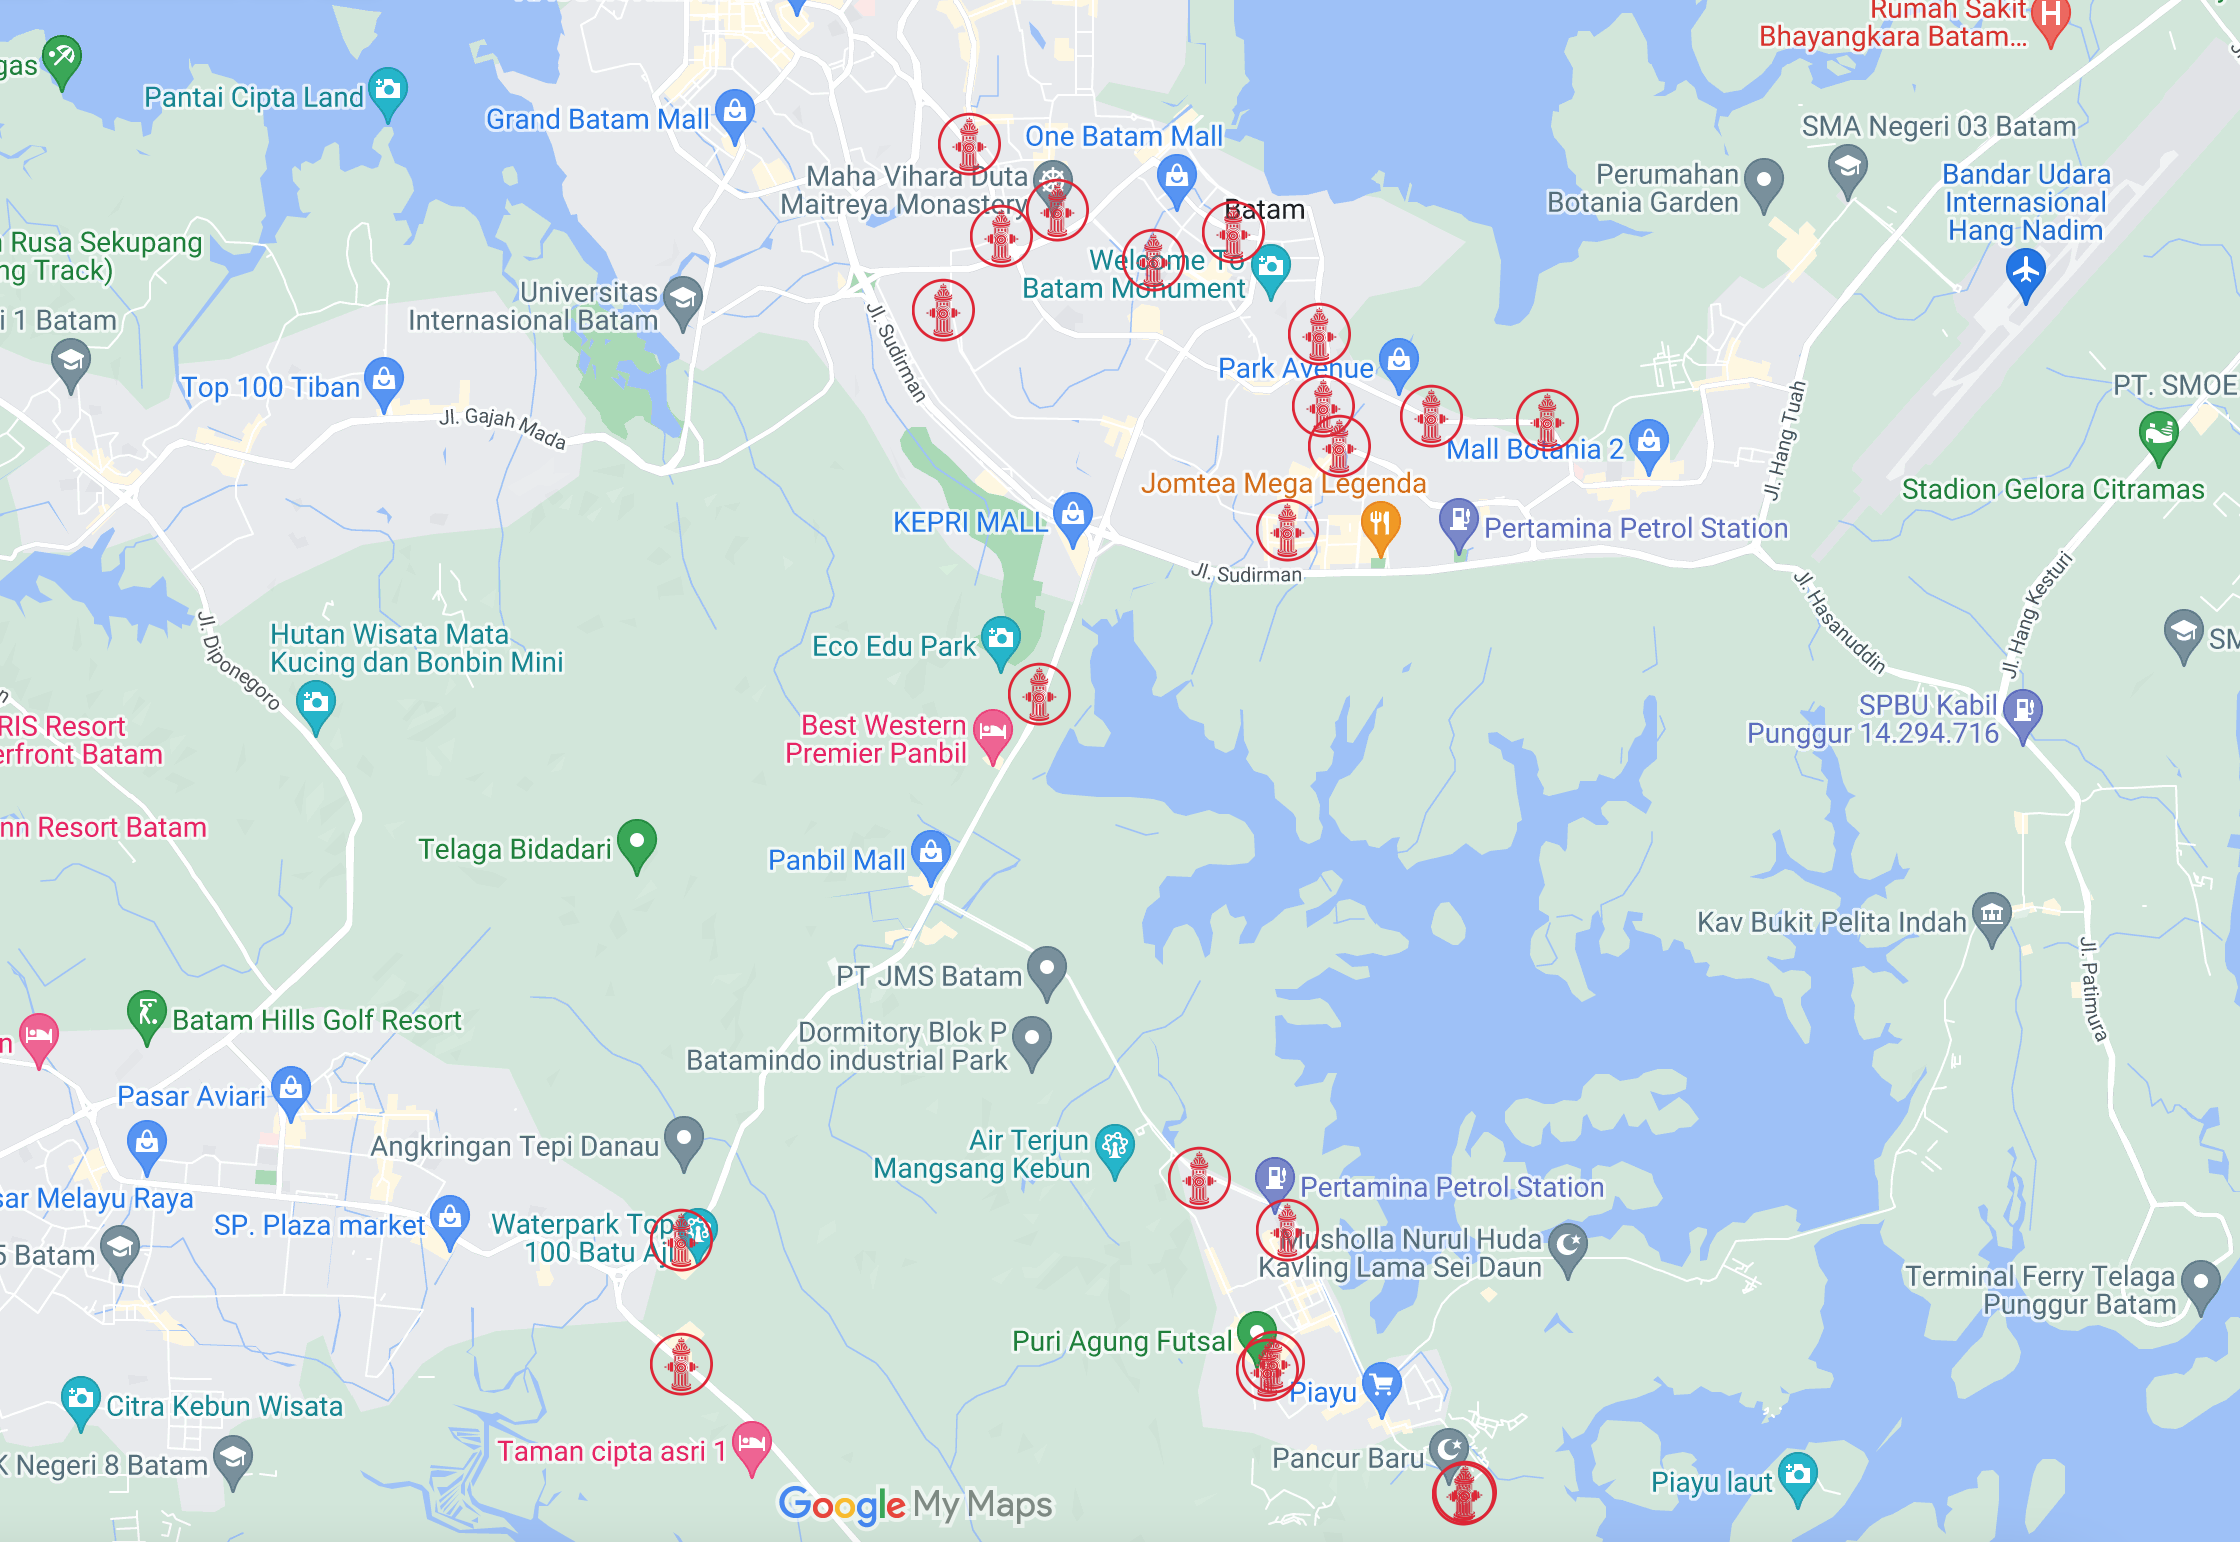 Rumah Sakit
Bhayangkara Batam...
gas
Pantai Cipta Land
Grand Batam Mall
One Batam Mall
SMA Negeri 03 Batam
Maha Vihara Duta
Maitreya Monastery
Perumahan
Botania Garden
Bandar Udara
Internasional
Hang Nadim
Batam
Rusa Sekupang
ng Track)
Welcome To
Batam Monument
Universitas
Internasional Batam
i 1 Batam
Jl. Sudirman
Park Avenue
Top 100 Tiban
PT. SMOE
Jl. Gajah Mada
Jl. Hang Tuah
Mall Botania 2
Jomtea Mega Legenda
Stadion Gelora Citramas
KEPRI MALL
Pertamina Petrol Station
Jl. Sudirman
Jl. Hasanuddin
Jl. Hang Kesturi
Jl. Diponegoro
Hutan Wisata Mata
Kucing dan Bonbin Mini
Eco Edu Park
SM
RIS Resort
erfront Batam
Best Western
Premier Panbil
SPBU Kabil
Punggur 14.294.716
nn Resort Batam
Telaga Bidadari
Panbil Mall
Kav Bukit Pelita Indah
Jl. Patimura
PT JMS Batam
Batam Hills Golf Resort
n
Dormitory Blok P
Batamindo industrial Park
Pasar Aviari
Angkringan Tepi Danau
Air Terjun
Mangsang Kebun
sar Melayu Raya
Pertamina Petrol Station
SP. Plaza market
Waterpark Top
100 Batu Aji
5 Batam
Musholla Nurul Huda
Kavling Lama Sei Daun
Terminal Ferry Telaga
Punggur Batam
Puri Agung Futsal
Piayu
Citra Kebun Wisata
Taman cipta asri 1
K Negeri 8 Batam
Pancur Baru
Piayu laut
Google My Maps